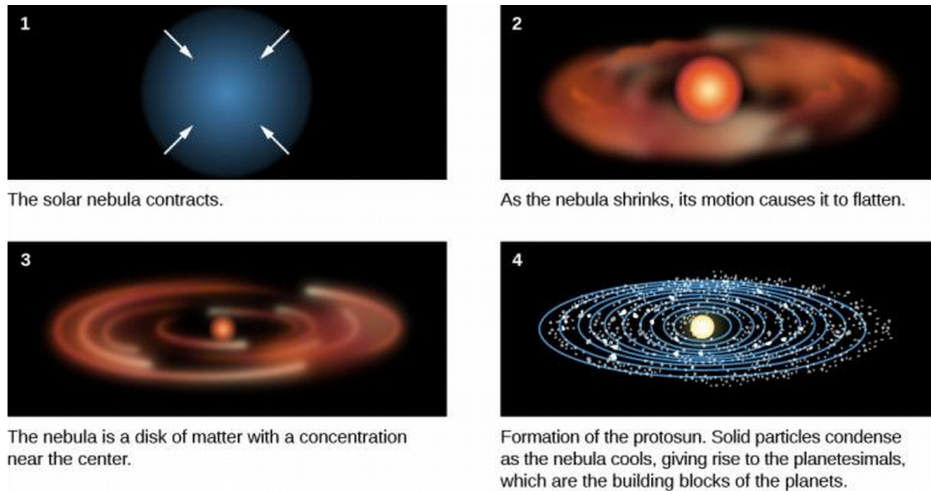 1
The solar nebula contracts.
2
As the nebula shrinks, its motion causes it to flatten.
3
The nebula is a disk of matter with a concentration
near the center.
4
Formation of the protosun. Solid particles condense
as the nebula cools, giving rise to the planetesimals,
which are the building blocks of the planets.